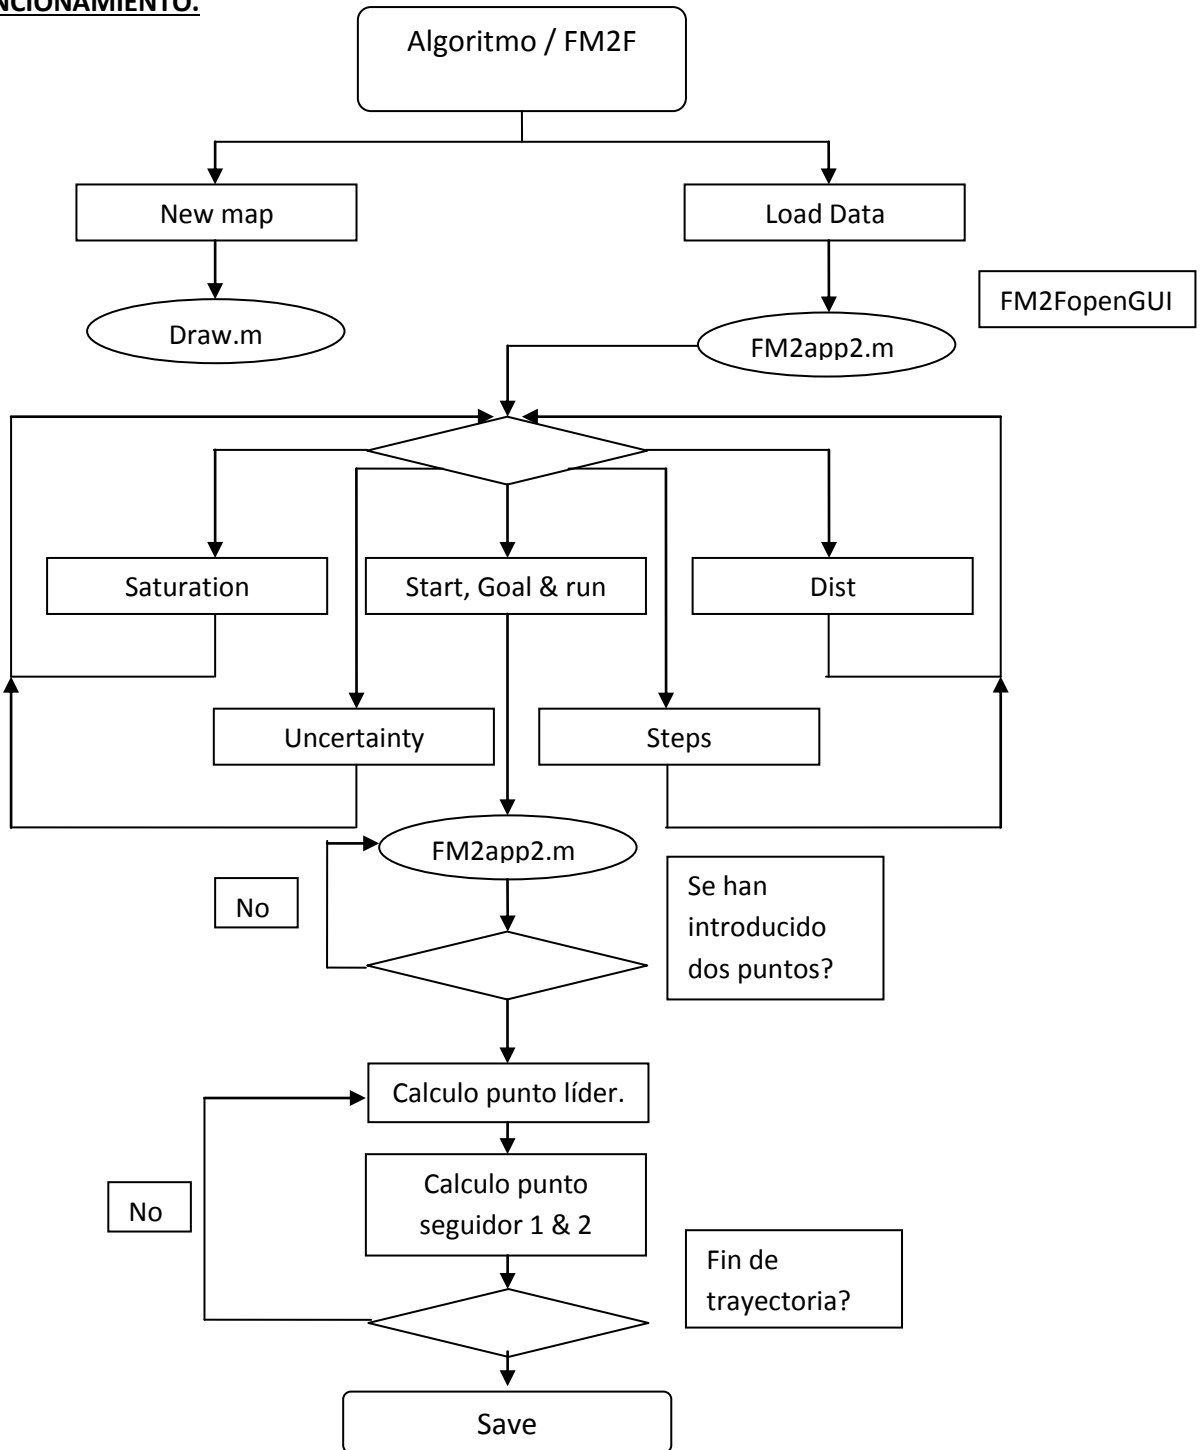 NCIONAMIENTO.
Algoritmo / FM2F
New map
Load Data
FM2FopenGUI
Draw.m
FM2app2.m
Saturation
Start, Goal & run
Dist
Uncertainty
Steps
FM2app2.m
No
Se han
introducido
dos puntos?
Calculo punto líder.
Calculo punto
seguidor 1 & 2
No
Fin de
trayectoria?
Save